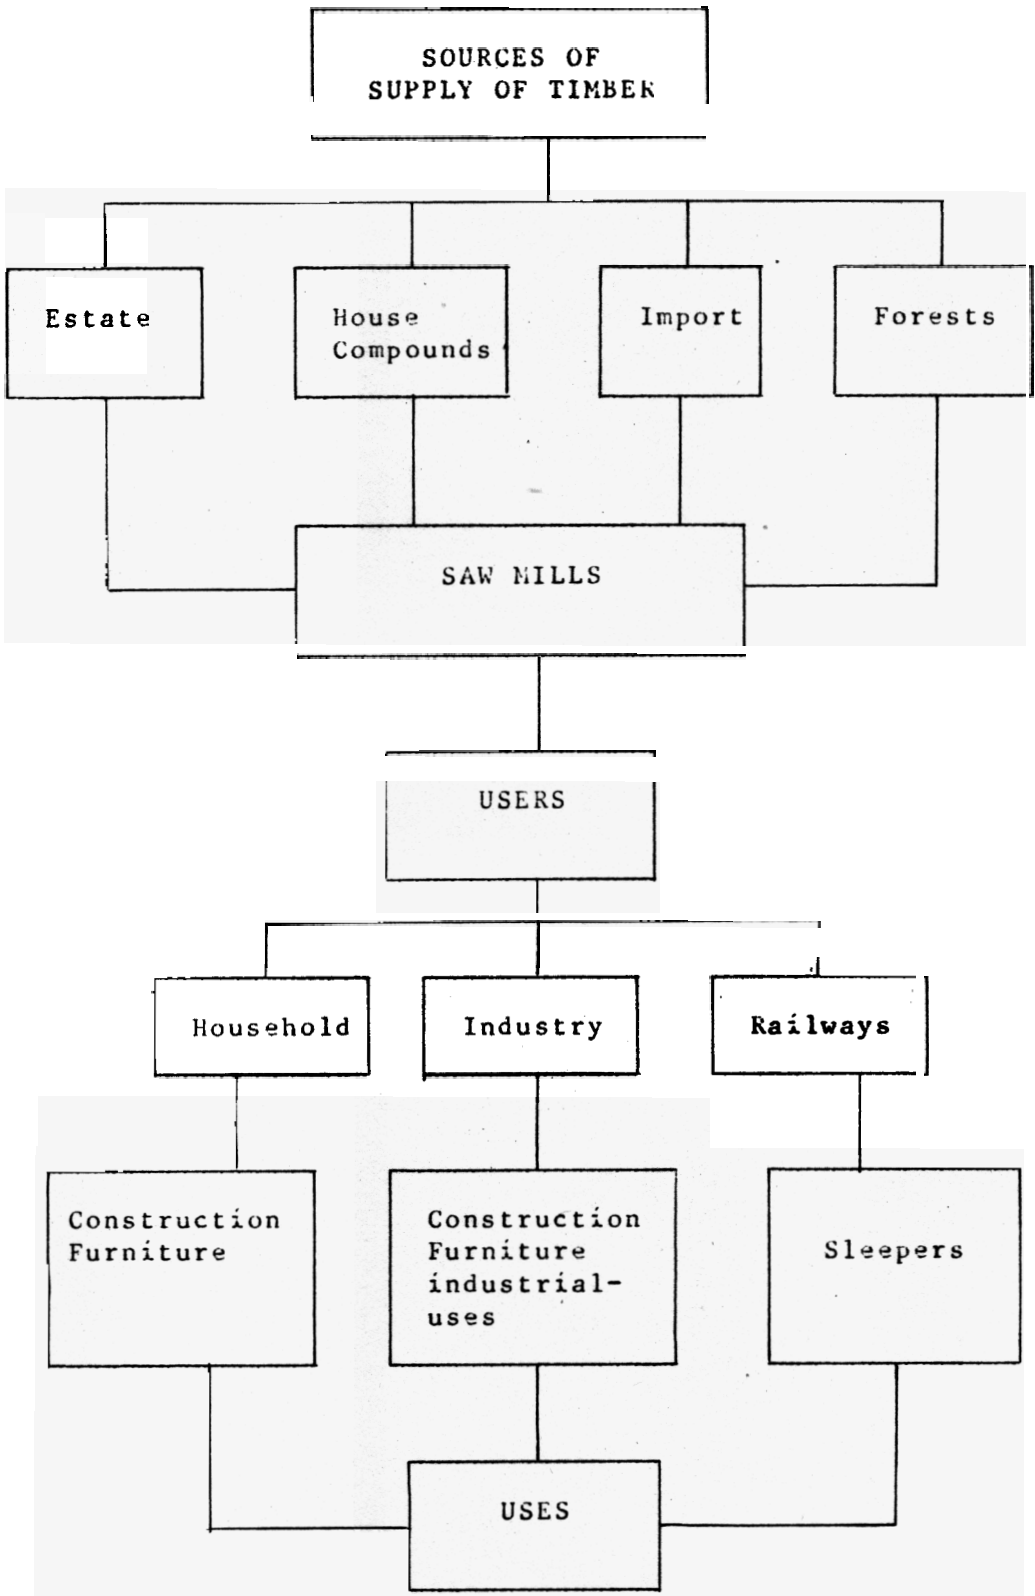 SOURCES OF
SUPPLY OF TIMBER
Estate
House
Compounds
Import
Forests
SAW MILLS
USERS
Household
Industry
Railways
Construction
Furniture
Construction
Furniture
industrial-
uses
Sleepers
USES